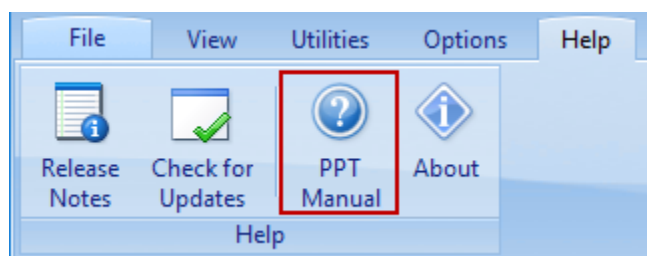 File View Utilities Options Help
Release Notes
Check for Updates
PPT Manual
About
Help